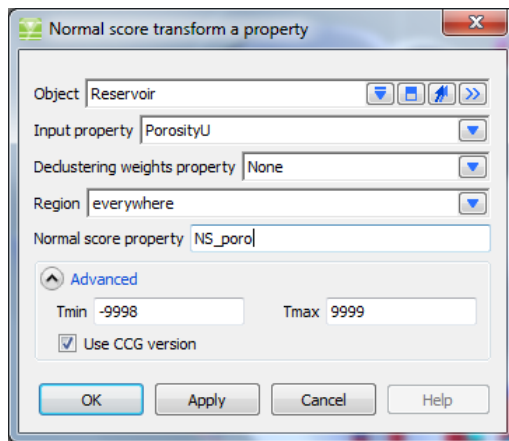 Normal score transform a property
Object Reservoir
Input property PorosityU
Declustering weights property None
Region everywhere
Normal score property NS_poro
Advanced
Tmin -9998 Tmax 9999
Use CCG version
OK Apply Cancel Help